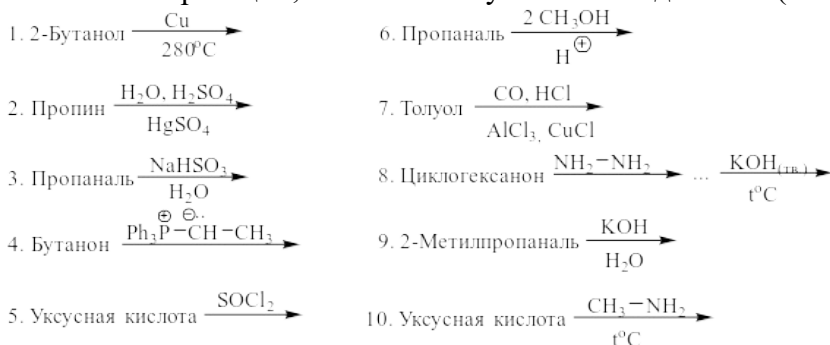 1. 2-Бутанол Cu 280°C
2. Пропин H₂O, H₂SO₄ HgSO₄
3. Пропаналь NaHSO₃ H₂O
4. Бутанон Ph₃P⊕–CH⊖··–CH₃
5. Уксусная кислота SOCl₂
6. Пропаналь 2 CH₃OH H⊕
7. Толуол CO, HCl AlCl₃, CuCl
8. Циклогексанон NH₂–NH₂ ... KOH(тв.) t°C
9. 2-Метилпропаналь KOH H₂O
10. Уксусная кислота CH₃–NH₂ t°C